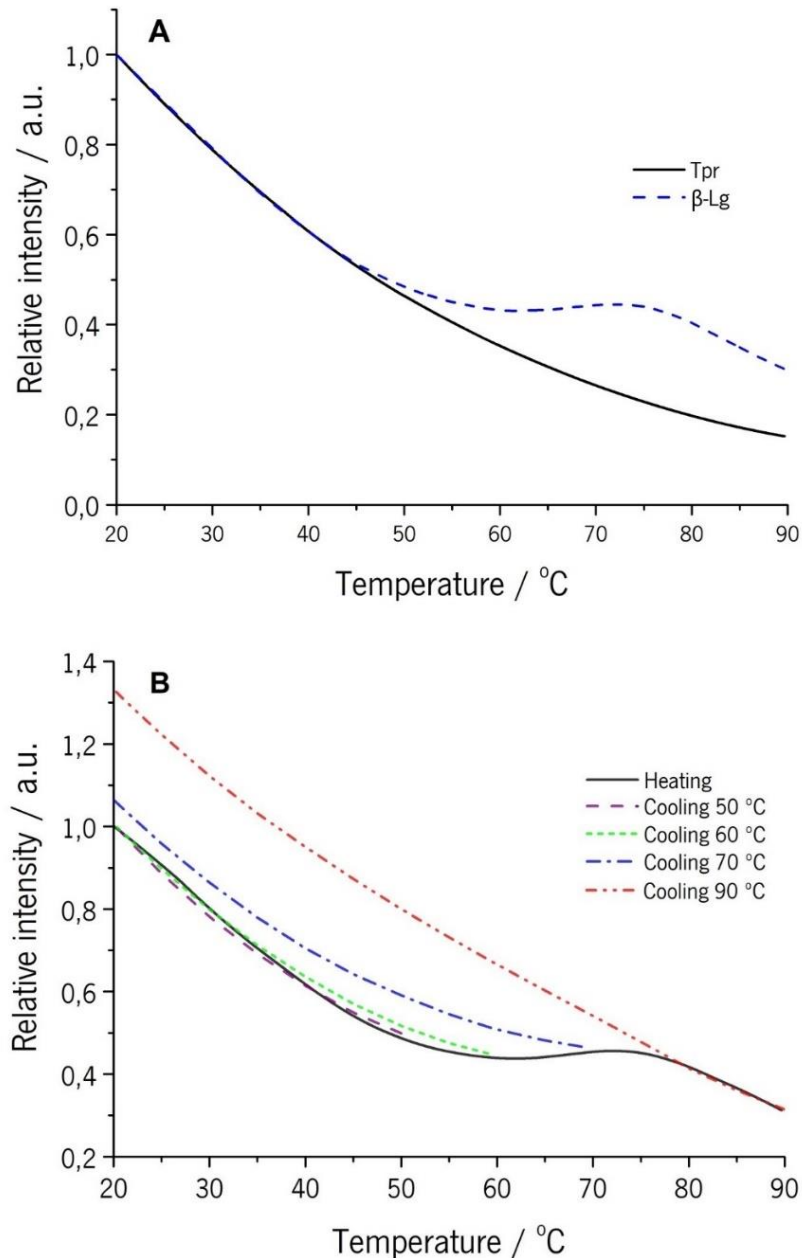 A
Relative intensity / a.u.
1,0
0,8
0,6
0,4
0,2
0,0
Tpr
β-Lg
20 30 40 50 60 70 80 90
Temperature / °C
B
Relative intensity / a.u.
1,4
1,2
1,0
0,8
0,6
0,4
0,2
Heating
Cooling 50 °C
Cooling 60 °C
Cooling 70 °C
Cooling 90 °C
20 30 40 50 60 70 80 90
Temperature / °C